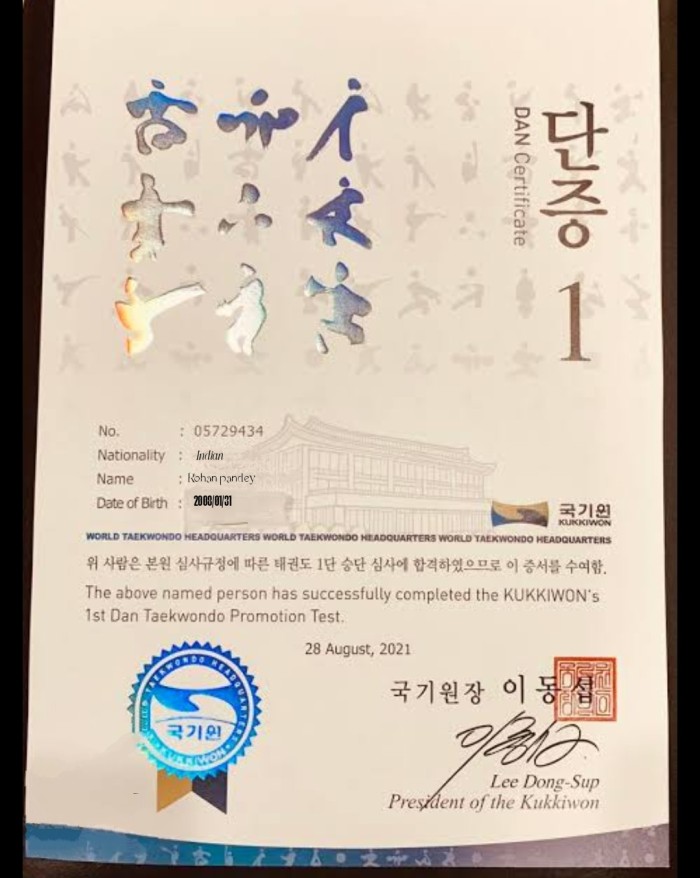 단증
DAN Certificate
1
No. : 05729434
Nationality : Indian
Name : Rohan pandey
Date of Birth : 2008/01/31
국기원
KUKKIWON
WORLD TAEKWONDO HEADQUARTERS WORLD TAEKWONDO HEADQUARTERS WORLD TAEKWONDO HEADQUARTERS
위 사람은 본원 심사규정에 따른 태권도 1단 승단 심사에 합격하였으므로 이 증서를 수여함.
The above named person has successfully completed the KUKKIWON's
1st Dan Taekwondo Promotion Test.
28 August, 2021
WORLD TAEKWONDO HEADQUARTERS
국기원
KUKKIWON
국기원장 이동섭
Lee Dong-Sup
President of the Kukkiwon